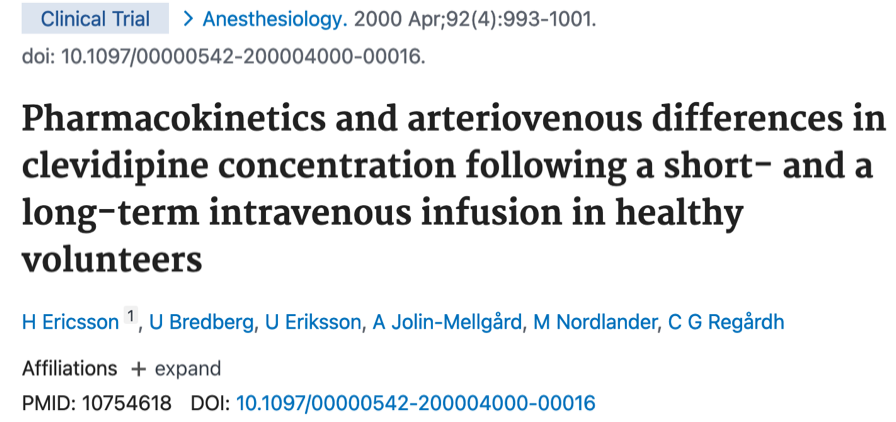 Clinical Trial > Anesthesiology. 2000 Apr;92(4):993-1001.
doi: 10.1097/00000542-200004000-00016.
Pharmacokinetics and arteriovenous differences in
clevidipine concentration following a short- and a
long-term intravenous infusion in healthy
volunteers
H Ericsson 1, U Bredberg, U Eriksson, A Jolin-Mellgård, M Nordlander, C G Regårdh
Affiliations + expand
PMID: 10754618 DOI: 10.1097/00000542-200004000-00016